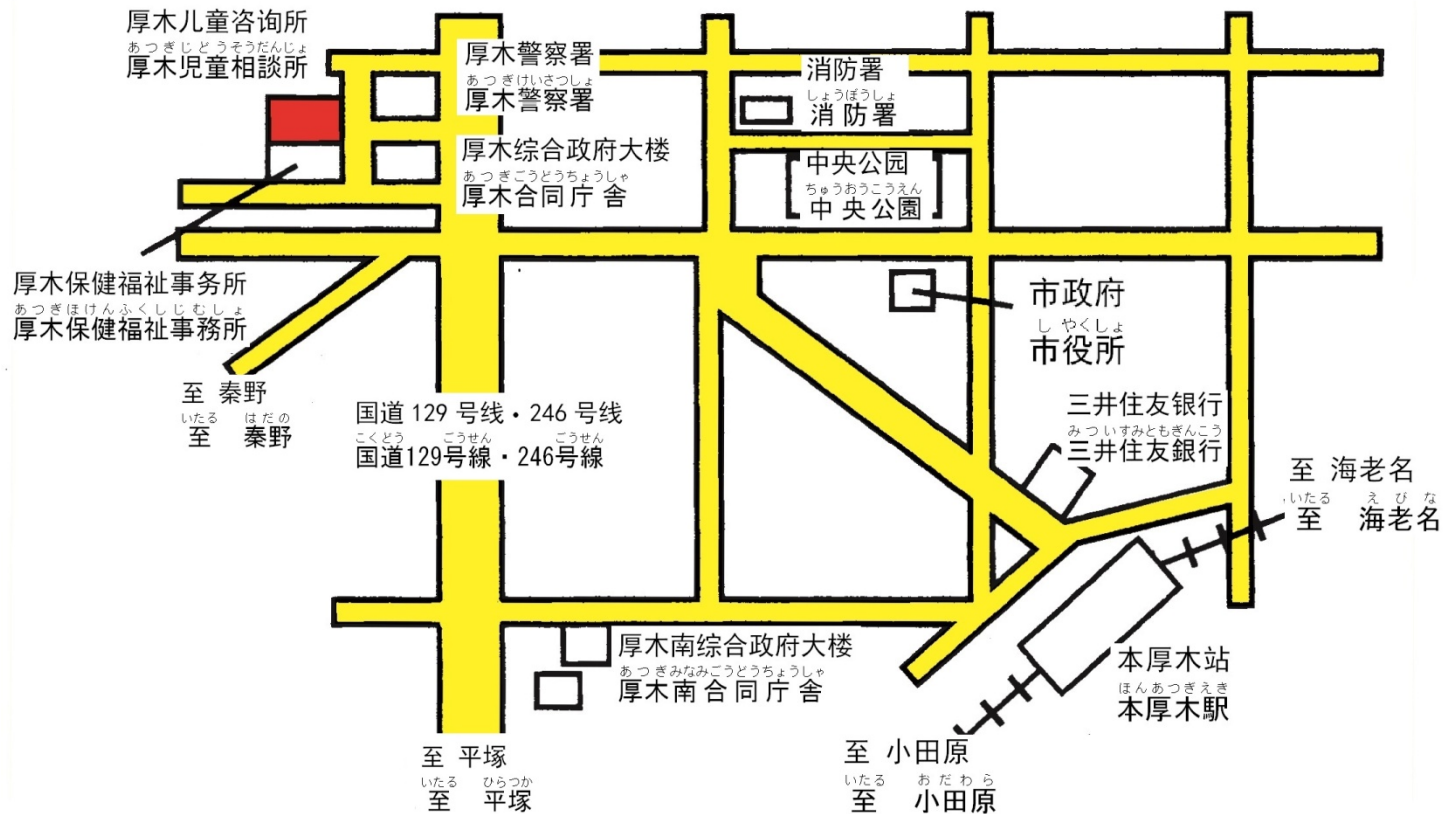 厚木儿童咨询所
あつぎじどうそうだんじょ
厚木児童相談所
厚木警察署
あつぎけいさつしょ
厚木警察署
消防署
しょうぼうしょ
消防署
厚木综合政府大楼
あつぎごうどうちょうしゃ
厚木合同庁舎
中央公园
ちゅうおうこうえん
中央公園
厚木保健福祉事务所
あつぎほけんふくしじむしょ
厚木保健福祉事務所
市政府
しやくしょ
市役所
至 秦野
いたる はだの
至 秦野
国道 129 号线・246 号线
こくどう ごうせん ごうせん
国道129号線・246号線
三井住友银行
みついすみともぎんこう
三井住友銀行
至 海老名
いたる えびな
至 海老名
厚木南综合政府大楼
あつぎみなみごうどうちょうしゃ
厚木南合同庁舎
本厚木站
ほんあつぎえき
本厚木駅
至 平塚
いたる ひらつか
至 平塚
至 小田原
いたる おだわら
至 小田原